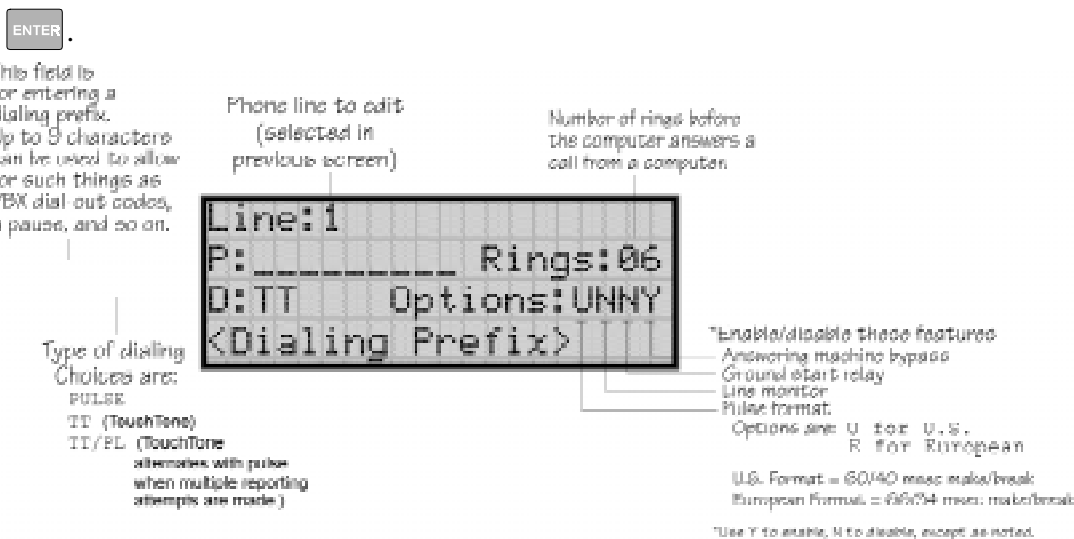 ENTER.
his field is
or entering a
ialing prefix.
p to 9 characters
an be used to allow
or such things as
BX dial out codes,
pause, and so on.
Phone line to edit
(selected in
previous screen)
Number of rings before
the computer answers a
call from a computer.
Line:1
P:_________ Rings:06
D:TT Options:UNNY
<Dialing Prefix>
Type of dialing
Choices are:
PULSE
TT (TouchTone)
TT/PL (TouchTone
alternates with pulse
when multiple reporting
attempts are made)
*Enable/disable these features
Answering machine bypass
Ground start relay
Line monitor
Pulse format.
Options are: U for U.S.
E for European
U.S. Format = 60/40 msec make/break
European Format = msec make/break
*Use Y to enable, N to disable, except as noted.